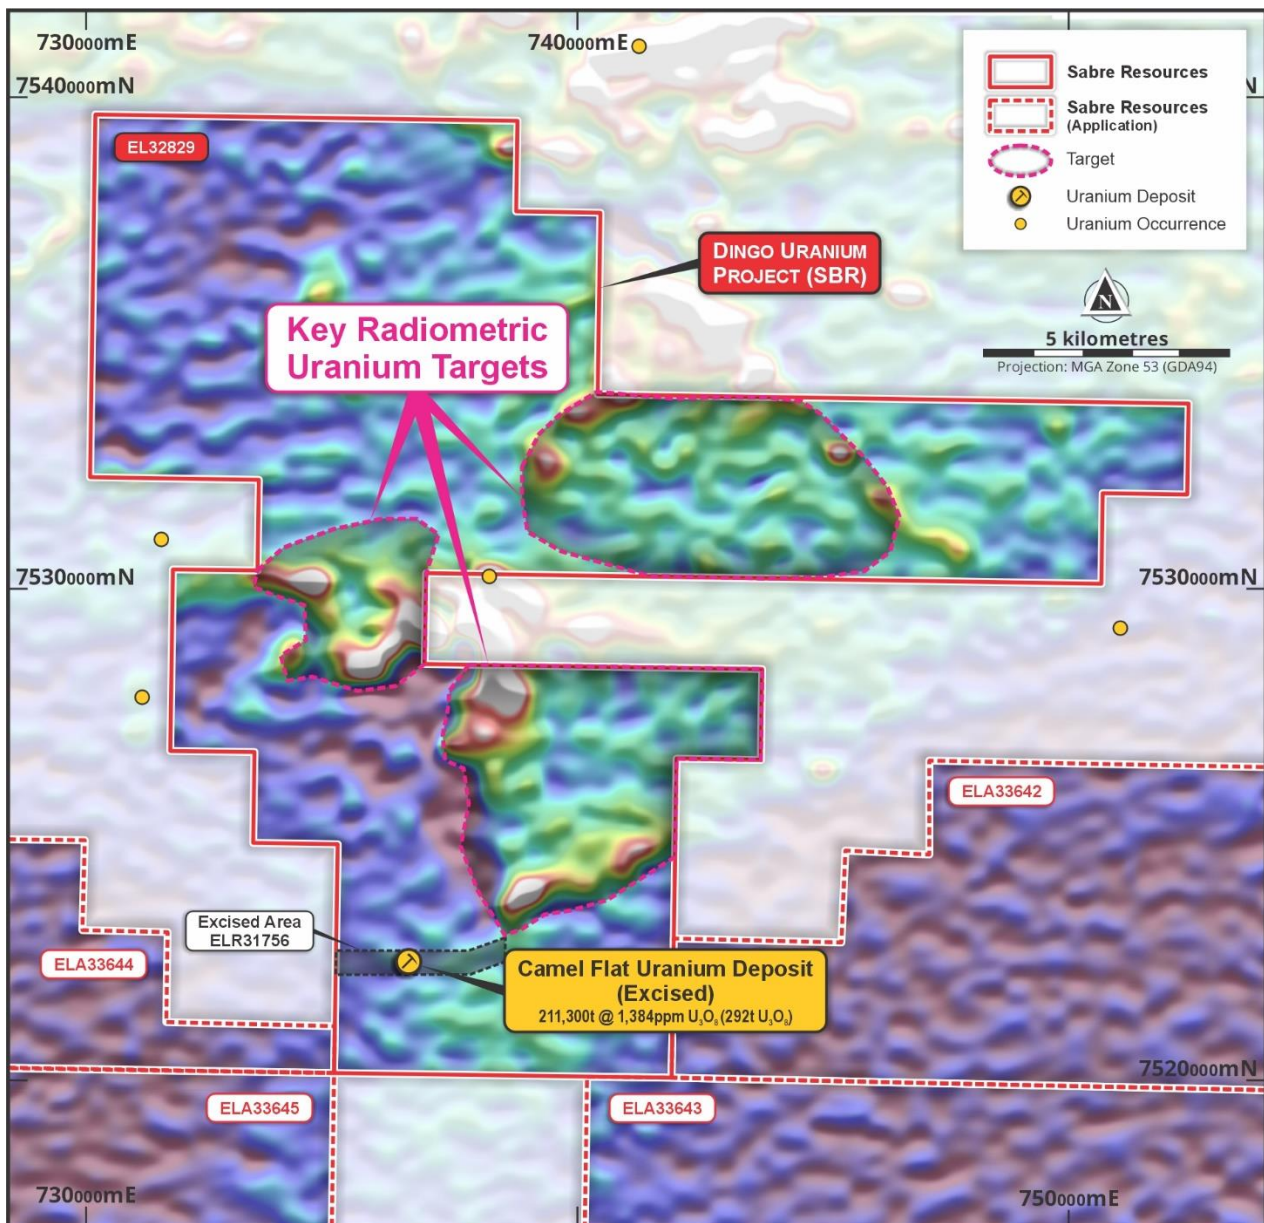 730000mE
740000mE
7540000mN
N
Sabre Resources
Sabre Resources
(Application)
Target
Uranium Deposit
Uranium Occurrence
EL32829
DINGO URANIUM
PROJECT (SBR)
N
5 kilometres
Projection: MGA Zone 53 (GDA94)
Key Radiometric
Uranium Targets
7530000mN
7530000mN
ELA33642
Excised Area
ELR31756
ELA33644
Camel Flat Uranium Deposit
(Excised)
211,300t @ 1,384ppm U₃O₈ (292t U₃O₈)
7520000mN
ELA33645
ELA33643
730000mE
750000mE